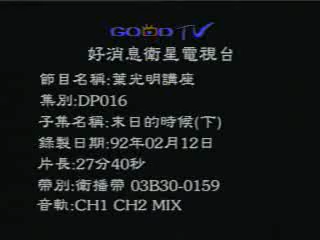 GOOD TV
好消息衛星電視台
節目名稱:葉光明講座
集別:DP016
子集名稱:末日的時候(下)
錄製日期:92年02月12日
片長:27分40秒
帶別:衛播帶 03B30-0159
音軌:CH1 CH2 MIX